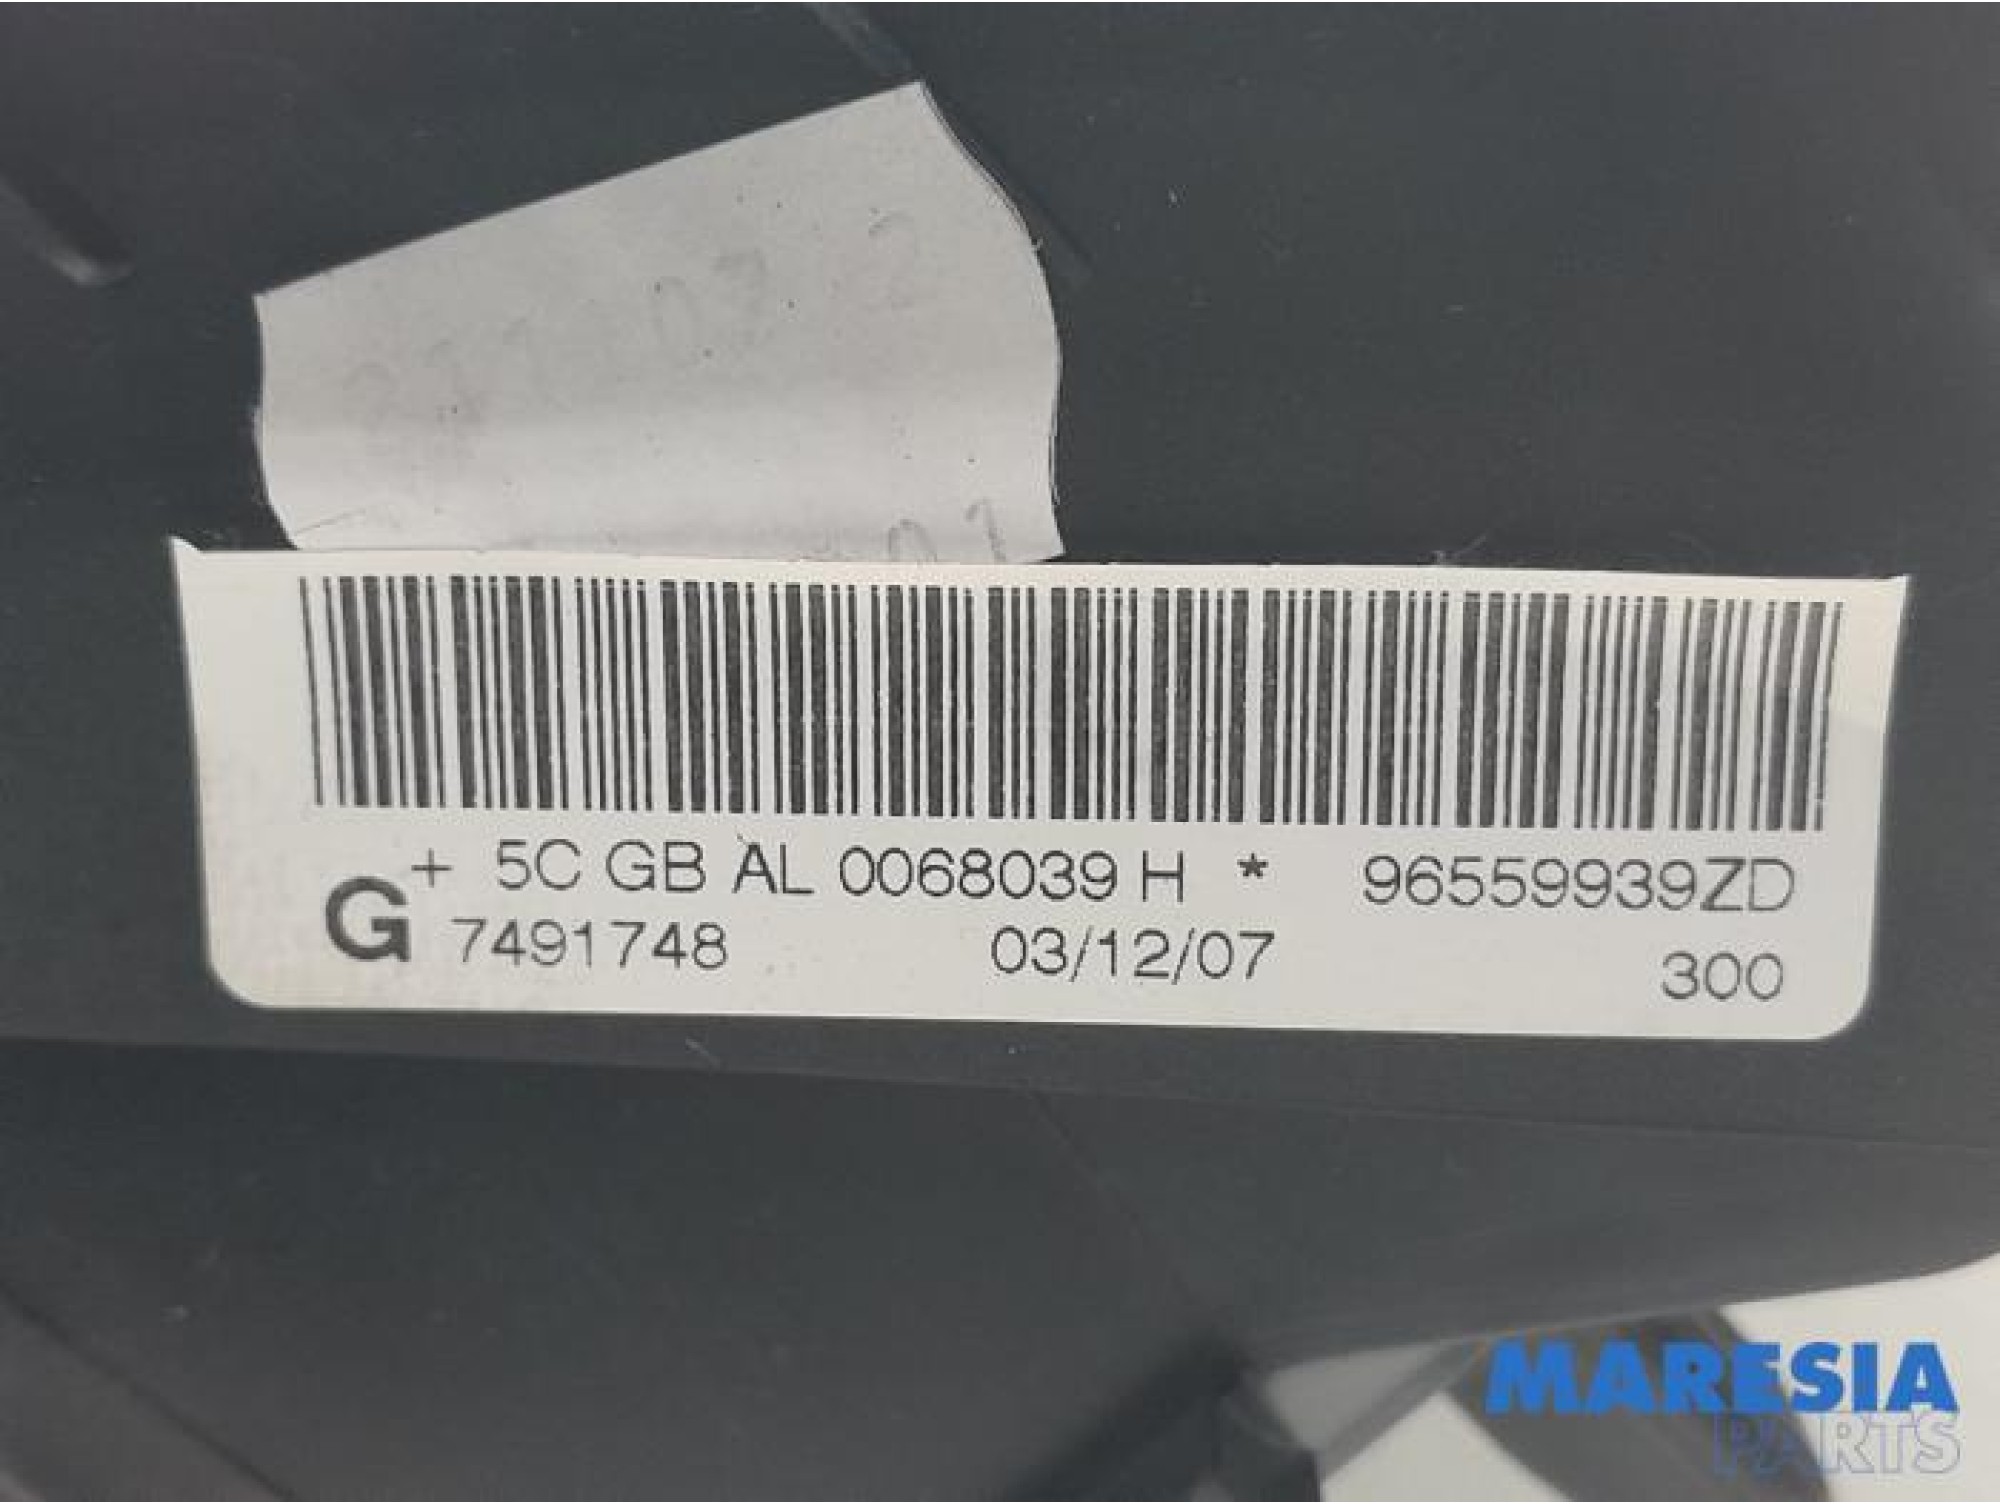 + 5C GB AL 0068039 H * 96559939ZD
G 7491748 03/12/07 300
MARESIA
PARTS